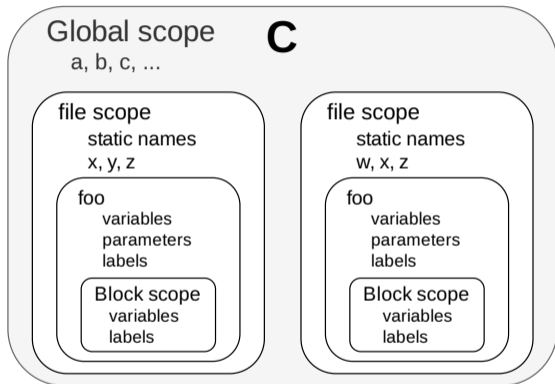 Global scope
C
a, b, c, ...
file scope
static names
x, y, z
foo
variables
parameters
labels
Block scope
variables
labels
file scope
static names
w, x, z
foo
variables
parameters
labels
Block scope
variables
labels